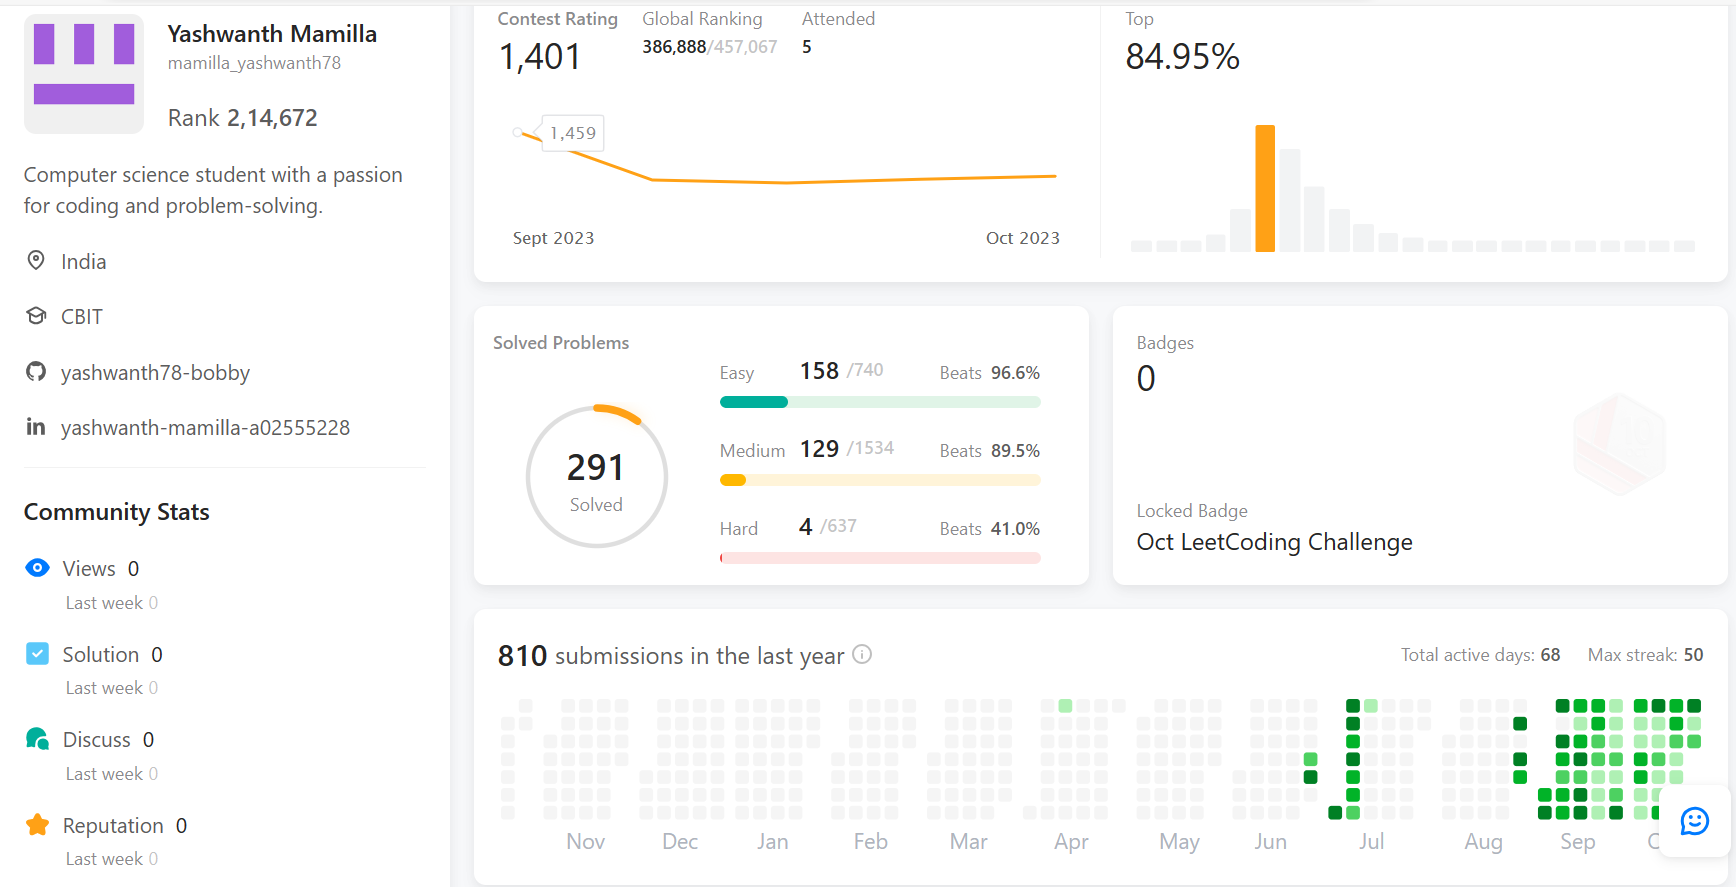 Yashwanth Mamilla
mamilla_yashwanth78
Rank 2,14,672
Computer science student with a passion
for coding and problem-solving.
India
CBIT
yashwanth78-bobby
yashwanth-mamilla-a02555228
Community Stats
Views 0
Last week 0
Solution 0
Last week 0
Discuss 0
Last week 0
Reputation 0
Last week 0
Contest Rating
1,401
Global Ranking
386,888/457,067
Attended
5
1,459
Sept 2023
Oct 2023
Top
84.95%
Solved Problems
291
Solved
Easy 158 /740 Beats 96.6%
Medium 129 /1534 Beats 89.5%
Hard 4 /637 Beats 41.0%
Badges
0
Locked Badge
Oct LeetCoding Challenge
810 submissions in the last year
Total active days: 68 Max streak: 50
Nov Dec Jan Feb Mar Apr May Jun Jul Aug Sep